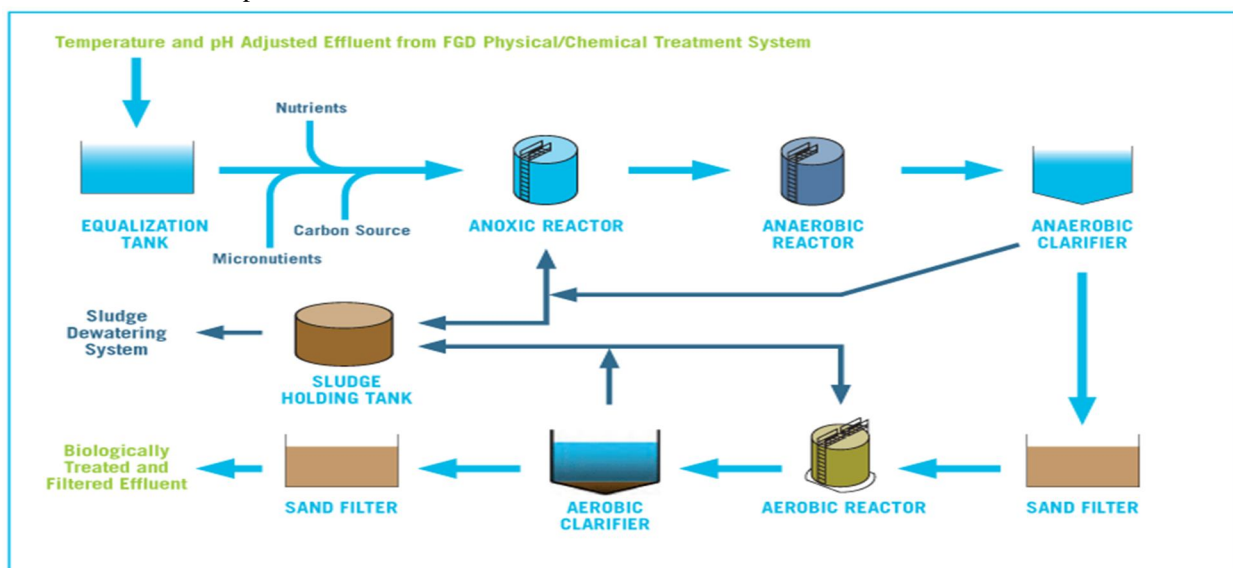 Temperature and pH Adjusted Effluent from FGD Physical/Chemical Treatment System
Nutrients
EQUALIZATION
TANK
Carbon Source
Micronutients
ANOXIC REACTOR
ANAEROBIC
REACTOR
ANAEROBIC
CLARIFIER
Sludge
Dewatering
System
SLUDGE
HOLDING TANK
Biologically
Treated and
Filtered Effluent
SAND FILTER
AEROBIC
CLARIFIER
AEROBIC REACTOR
SAND FILTER